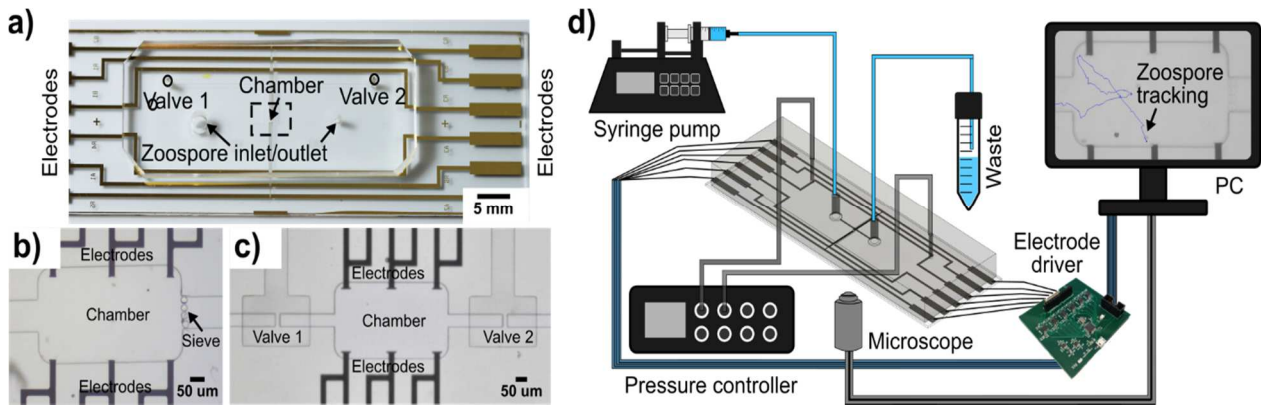 a)
Electrodes
Valve 1
Chamber
Valve 2
Zoospore inlet/outlet
Electrodes
5 mm
b)
Electrodes
Chamber
Sieve
Electrodes
50 um
c)
Electrodes
Valve 1
Chamber
Valve 2
Electrodes
50 um
d)
Syringe pump
Waste
Zoospore
tracking
PC
Electrode
driver
Microscope
Pressure controller